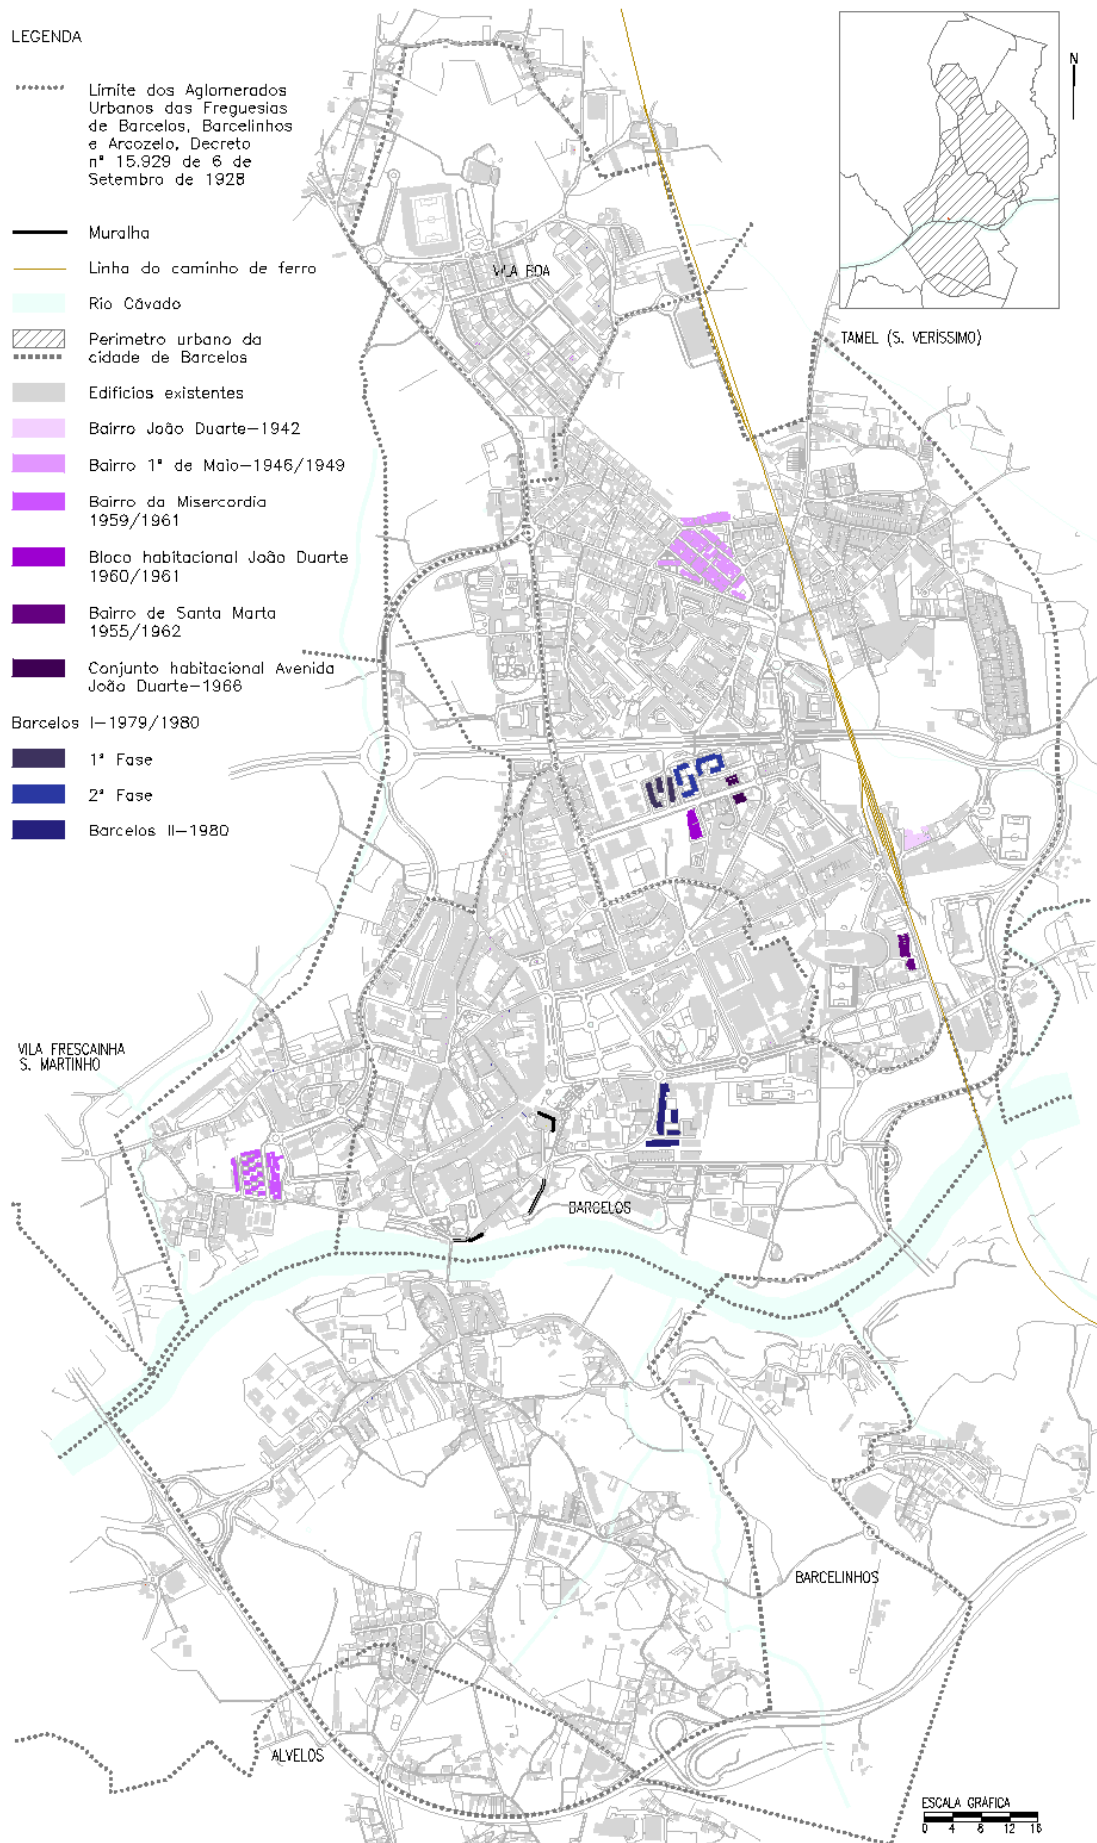 LEGENDA
Limite dos Aglomerados
Urbanos das Freguesias
de Barcelos, Barcelinhos
e Arcozelo, Decreto
nº 15.929 de 6 de
Setembro de 1928
Muralha
Linha do caminho de ferro
Rio Cávado
Perimetro urbano da
cidade de Barcelos
Edificios existentes
Bairro João Duarte-1942
Bairro 1º de Maio-1946/1949
Bairro da Misercordia
1959/1961
Bloco habitacional João Duarte
1960/1961
Bairro de Santa Marta
1955/1962
Conjunto habitacional Avenida
João Duarte-1966
Barcelos I-1979/1980
1ª Fase
2ª Fase
Barcelos II-1980
N
VILA BOA
TAMEL (S. VERÍSSIMO)
VILA FRESCAINHA
S. MARTINHO
BARCELOS
BARCELINHOS
ALVELOS
ESCALA GRÁFICA
0 4 8 12 16